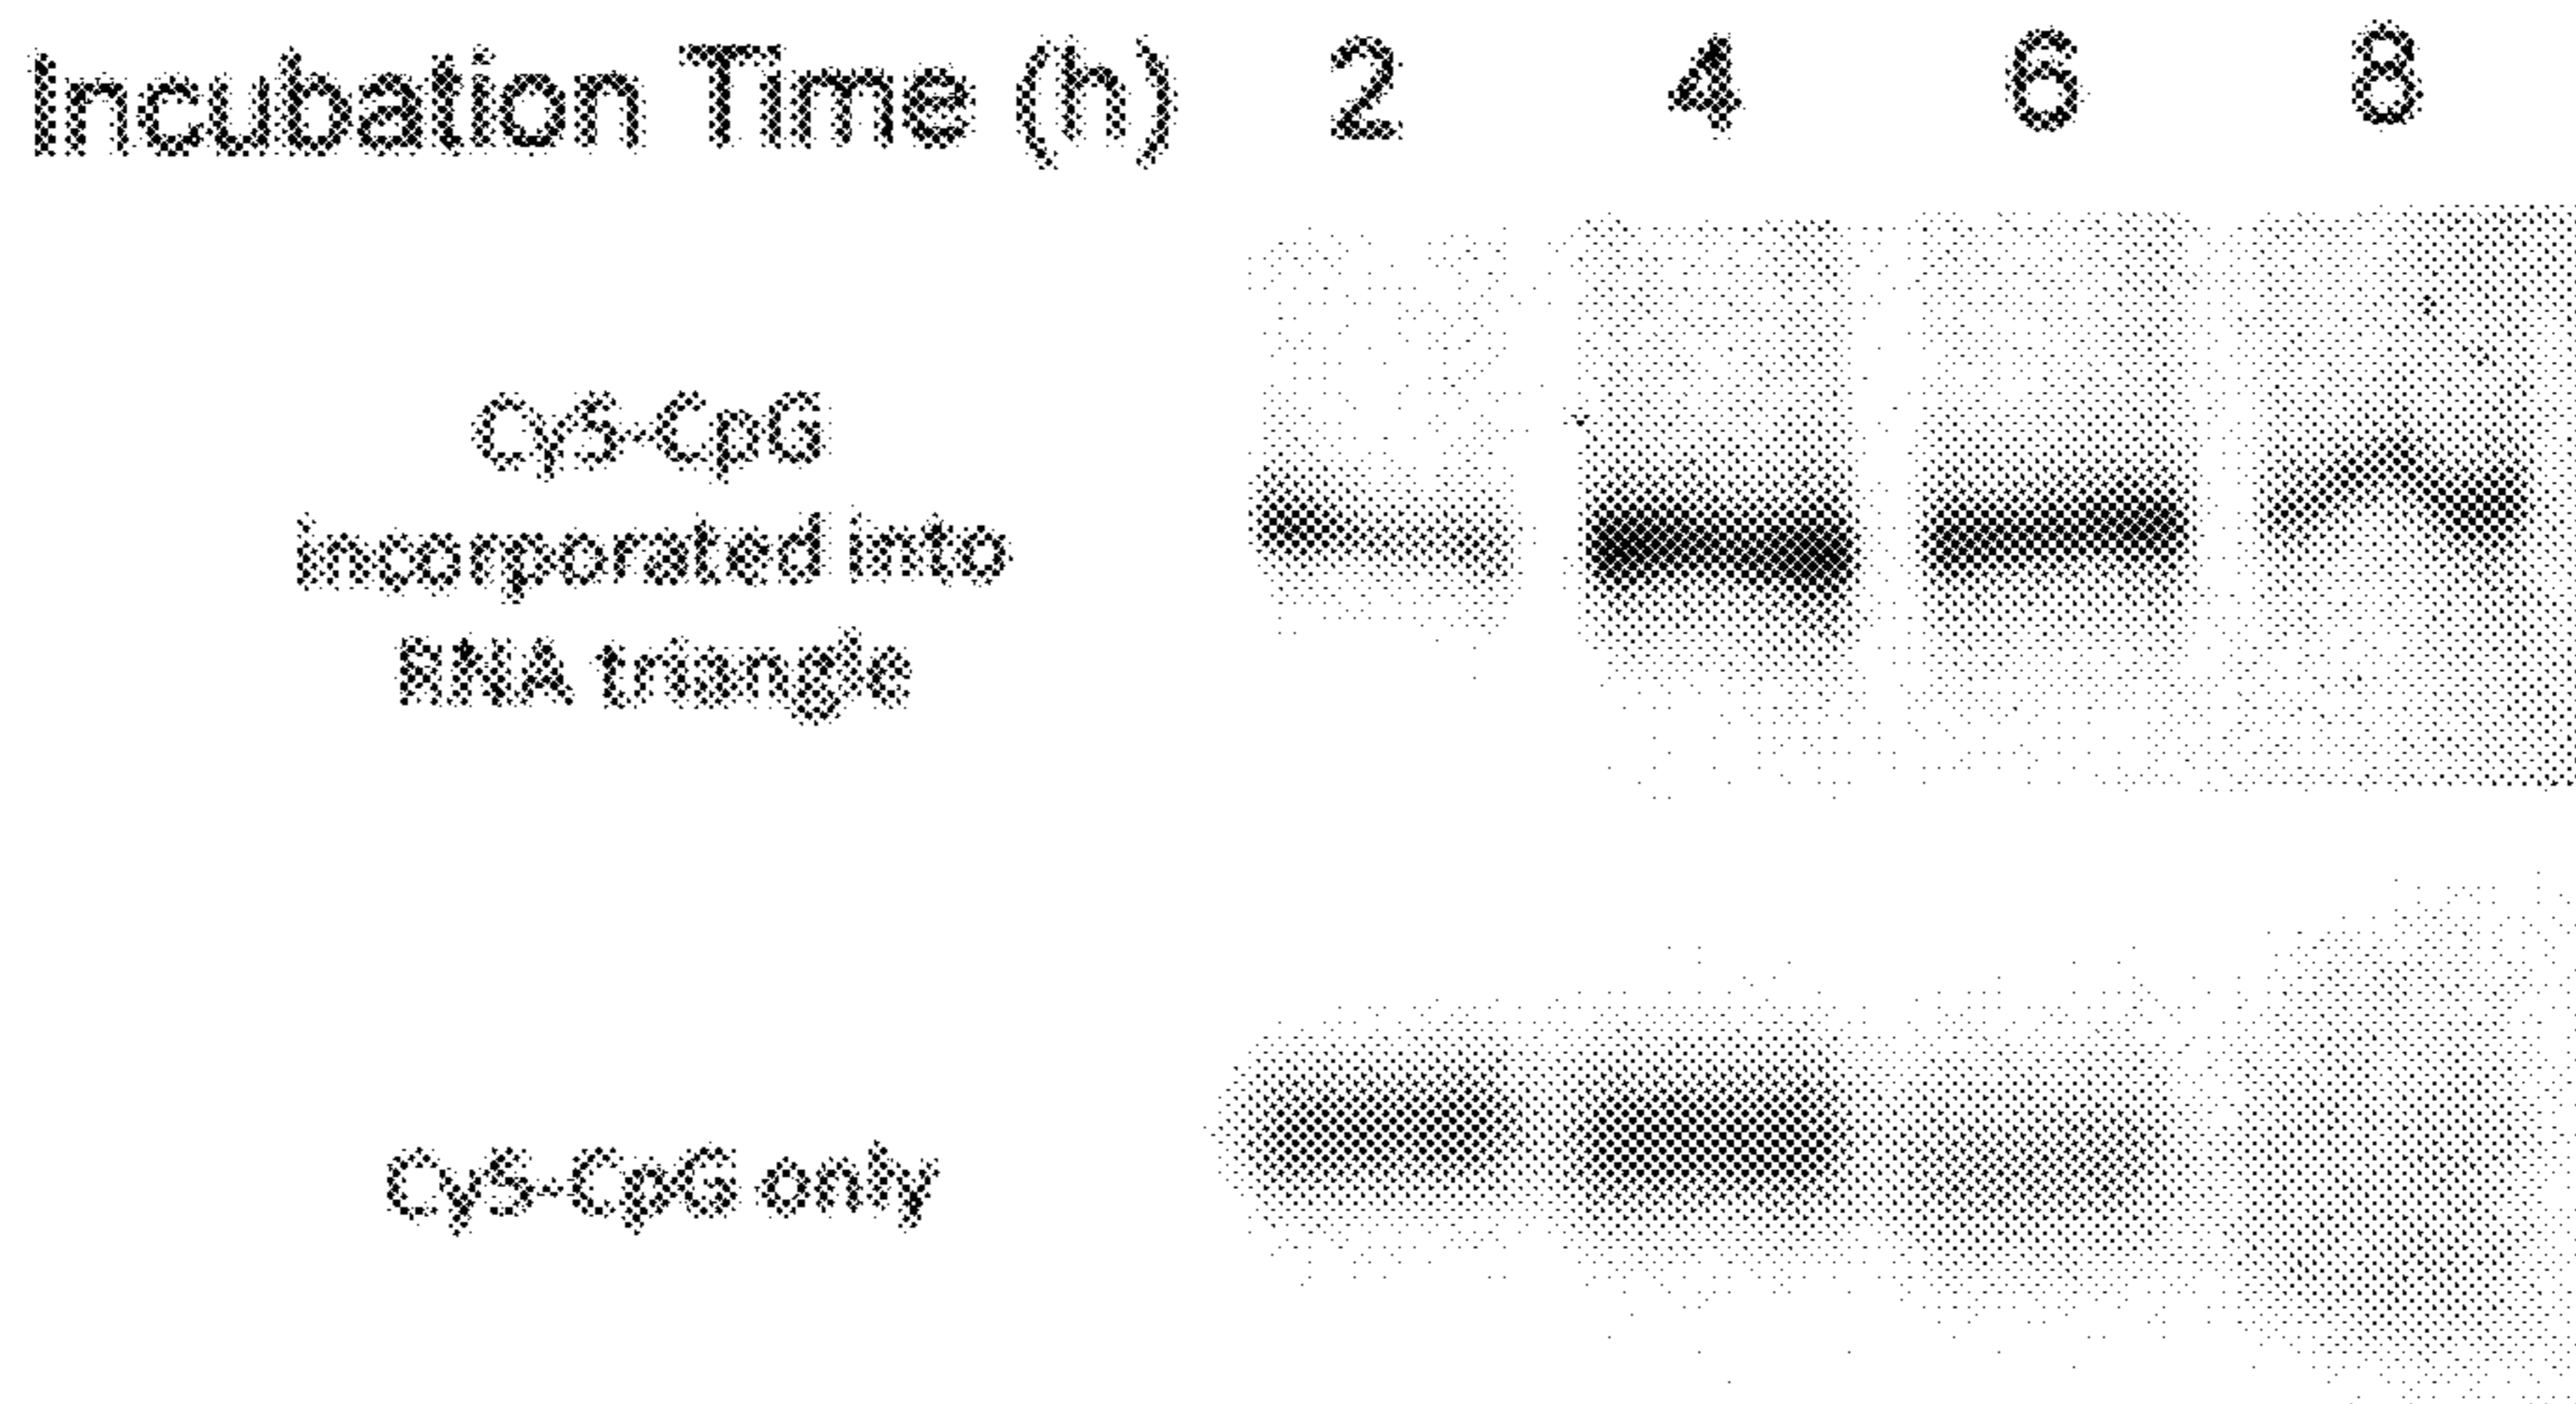 Incubation Time (h) 2 4 6 8
Cy5-CpG
incorporated into
RNA triangle
Cy5-CpG only